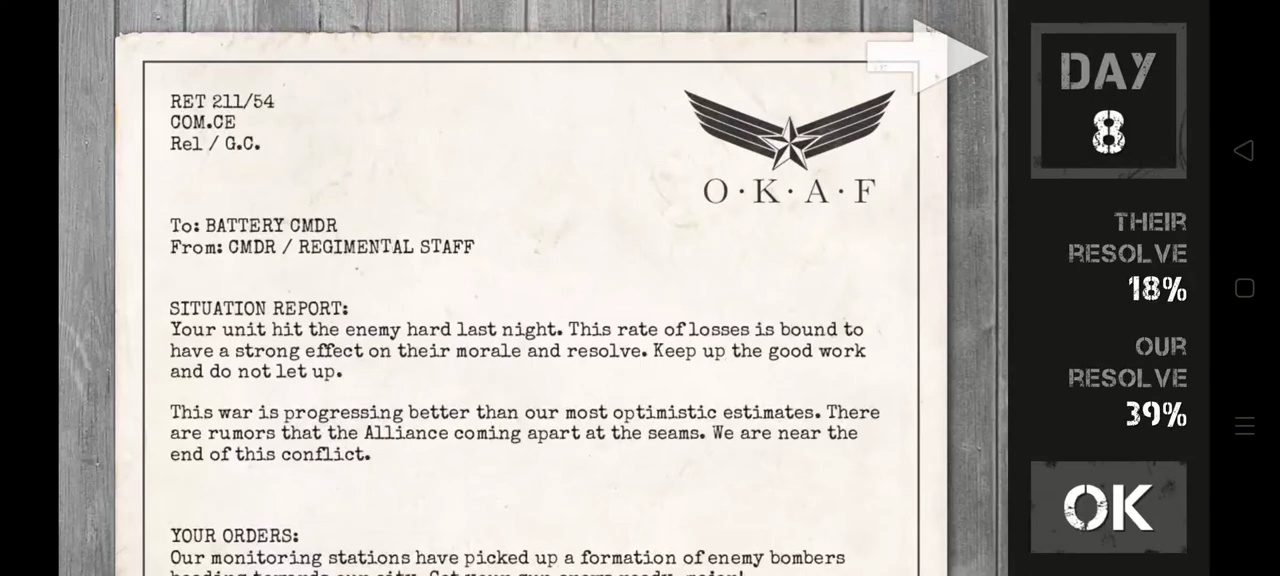 RET 211/54
COM.CE
Rel / G.C.
O·K·A·F
To: BATTERY CMDR
From: CMDR / REGIMENTAL STAFF
SITUATION REPORT:
Your unit hit the enemy hard last night. This rate of losses is bound to
have a strong effect on their morale and resolve. Keep up the good work
and do not let up.
This war is progressing better than our most optimistic estimates. There
are rumors that the Alliance coming apart at the seams. We are near the
end of this conflict.
YOUR ORDERS:
Our monitoring stations have picked up a formation of enemy bombers
DAY
8
THEIR
RESOLVE
18%
OUR
RESOLVE
39%
OK